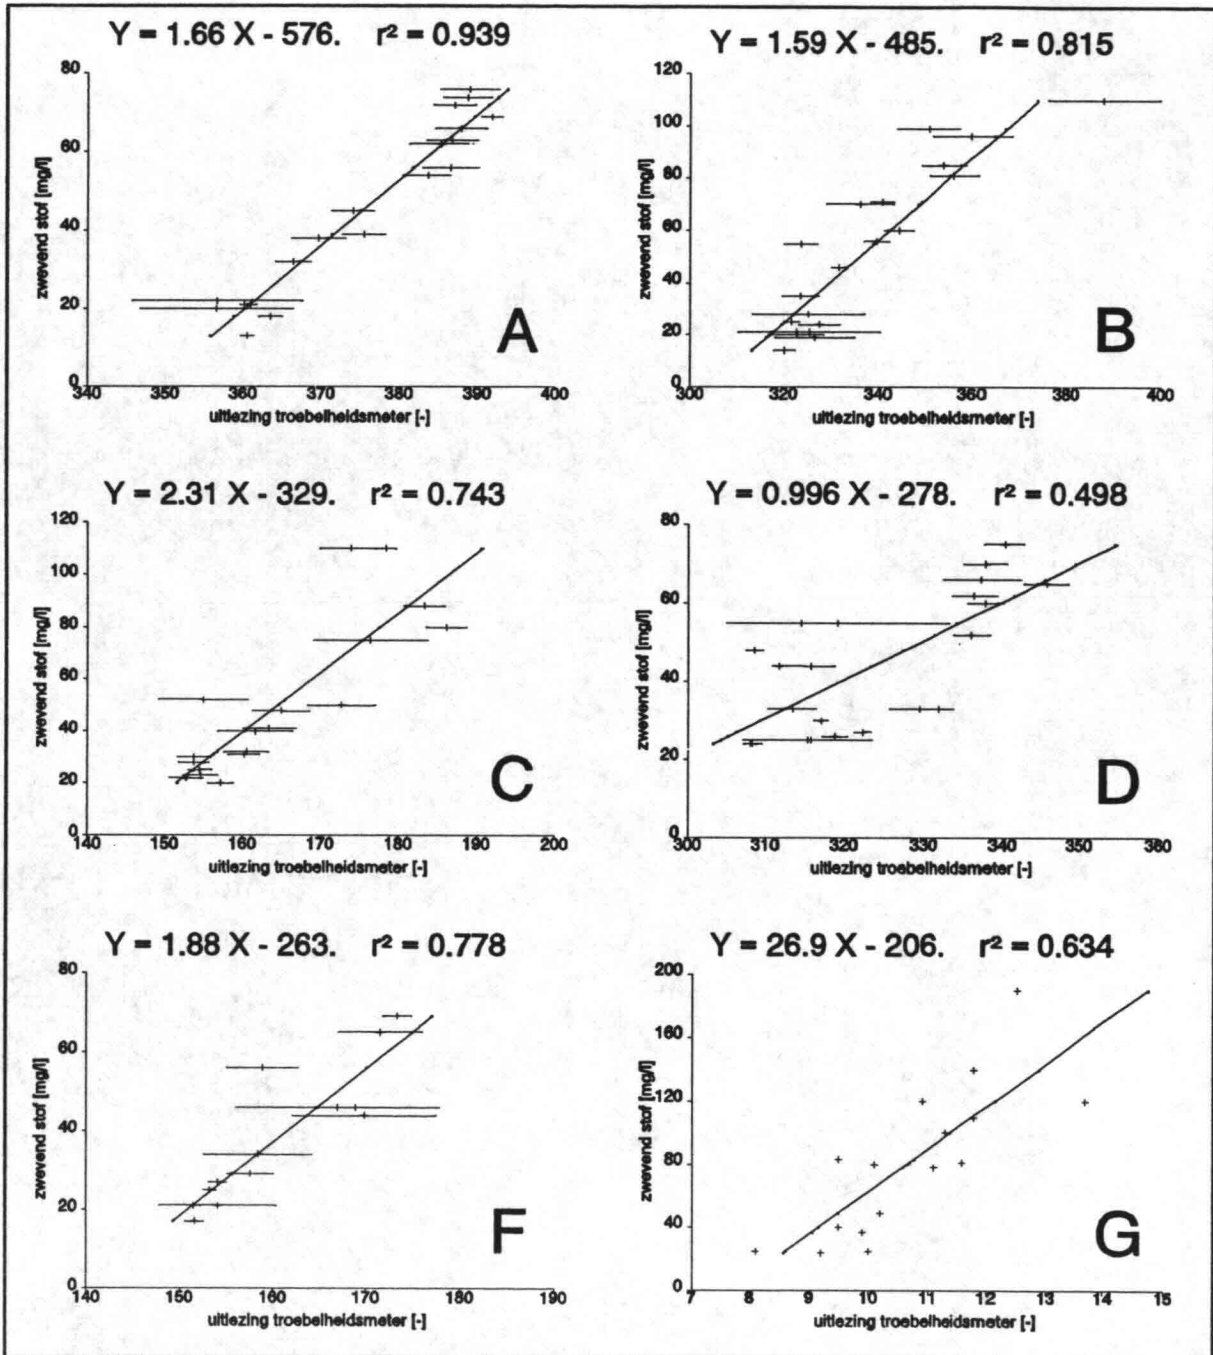 Y = 1.66 X - 576. r² = 0.939
80
60
40
20
0
zwevend stof [mg/l]
A
340 350 360 370 380 390 400
uitlezing troebelheidsmeter [-]
Y = 1.59 X - 485. r² = 0.815
120
100
80
60
40
20
0
zwevend stof [mg/l]
B
300 320 340 360 380 400
uitlezing troebelheidsmeter [-]
Y = 2.31 X - 329. r² = 0.743
120
100
80
60
40
20
0
zwevend stof [mg/l]
C
140 150 160 170 180 190 200
uitlezing troebelheidsmeter [-]
Y = 0.996 X - 278. r² = 0.498
80
60
40
20
0
zwevend stof [mg/l]
D
300 310 320 330 340 350 360
uitlezing troebelheidsmeter [-]
Y = 1.88 X - 263. r² = 0.778
80
60
40
20
0
zwevend stof [mg/l]
F
140 150 160 170 180 190
uitlezing troebelheidsmeter [-]
Y = 26.9 X - 206. r² = 0.634
200
160
120
80
40
0
zwevend stof [mg/l]
G
7 8 9 10 11 12 13 14 15
uitlezing troebelheidsmeter [-]